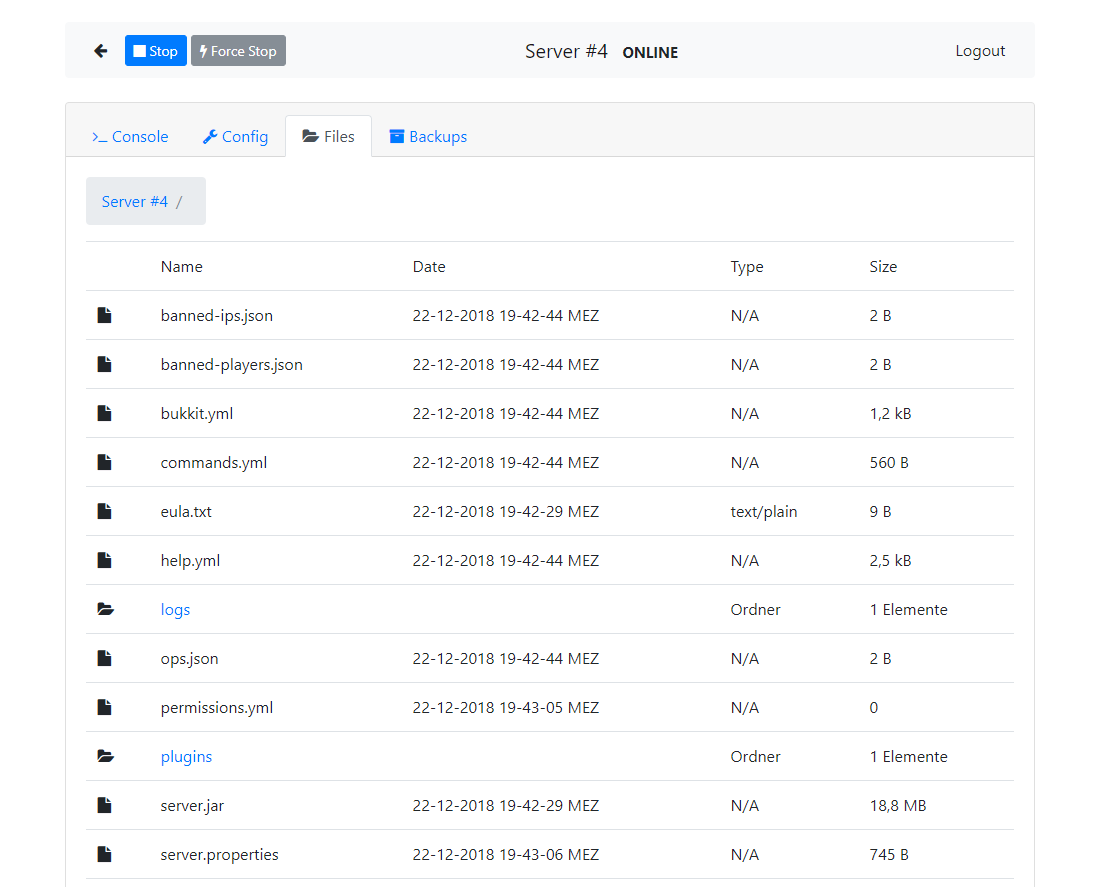 Stop Force Stop Server #4 ONLINE Logout
>_ Console Config Files Backups
Server #4 /
Name Date Type Size
banned-ips.json 22-12-2018 19-42-44 MEZ N/A 2 B
banned-players.json 22-12-2018 19-42-44 MEZ N/A 2 B
bukkit.yml 22-12-2018 19-42-44 MEZ N/A 1,2 kB
commands.yml 22-12-2018 19-42-44 MEZ N/A 560 B
eula.txt 22-12-2018 19-42-29 MEZ text/plain 9 B
help.yml 22-12-2018 19-42-44 MEZ N/A 2,5 kB
logs Ordner 1 Elemente
ops.json 22-12-2018 19-42-44 MEZ N/A 2 B
permissions.yml 22-12-2018 19-43-05 MEZ N/A 0
plugins Ordner 1 Elemente
server.jar 22-12-2018 19-42-29 MEZ N/A 18,8 MB
server.properties 22-12-2018 19-43-06 MEZ N/A 745 B